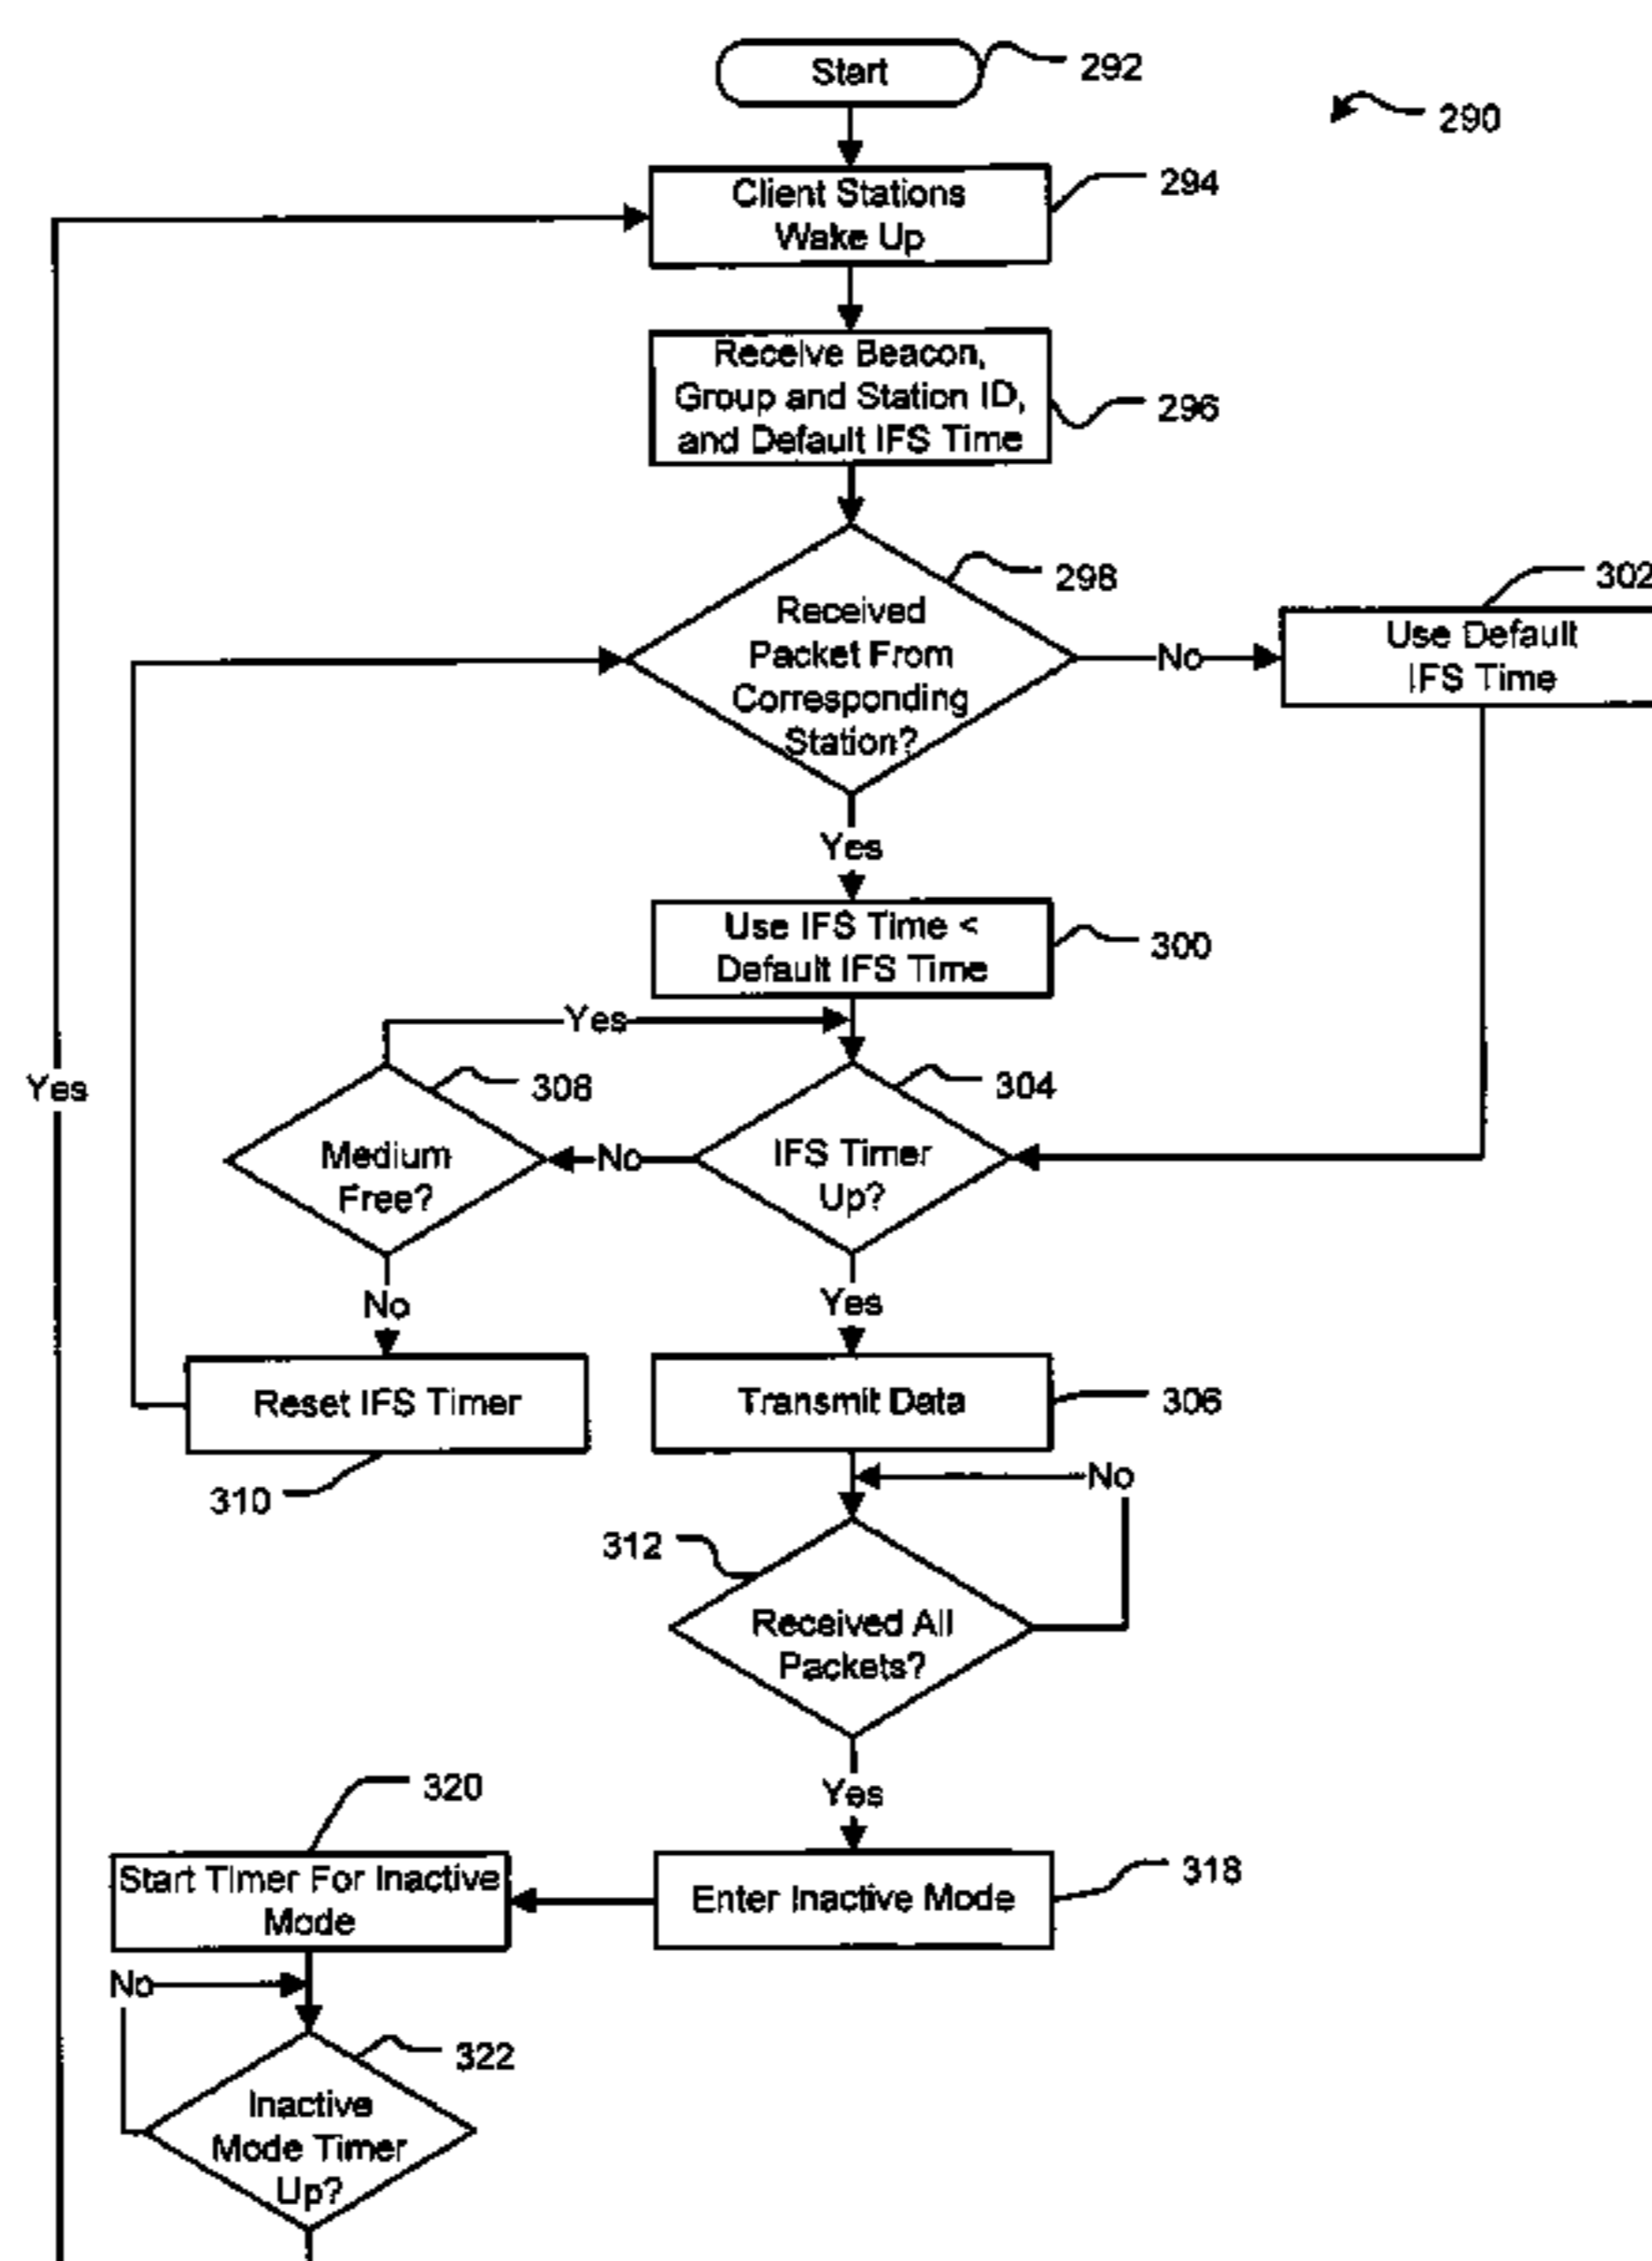 Start
292
290
Client Stations
Wake Up
294
Receive Beacon,
Group and Station ID,
and Default IFS Time
296
Received
Packet From
Corresponding
Station?
298
No
Use Default
IFS Time
302
Yes
Use IFS Time <
Default IFS Time
300
Yes
Yes
Medium
Free?
308
No
IFS Timer
Up?
304
No
Yes
Reset IFS Timer
310
Transmit Data
306
No
312
Received All
Packets?
Yes
320
Start Timer For Inactive
Mode
Enter Inactive Mode
318
No
322
Inactive
Mode Timer
Up?